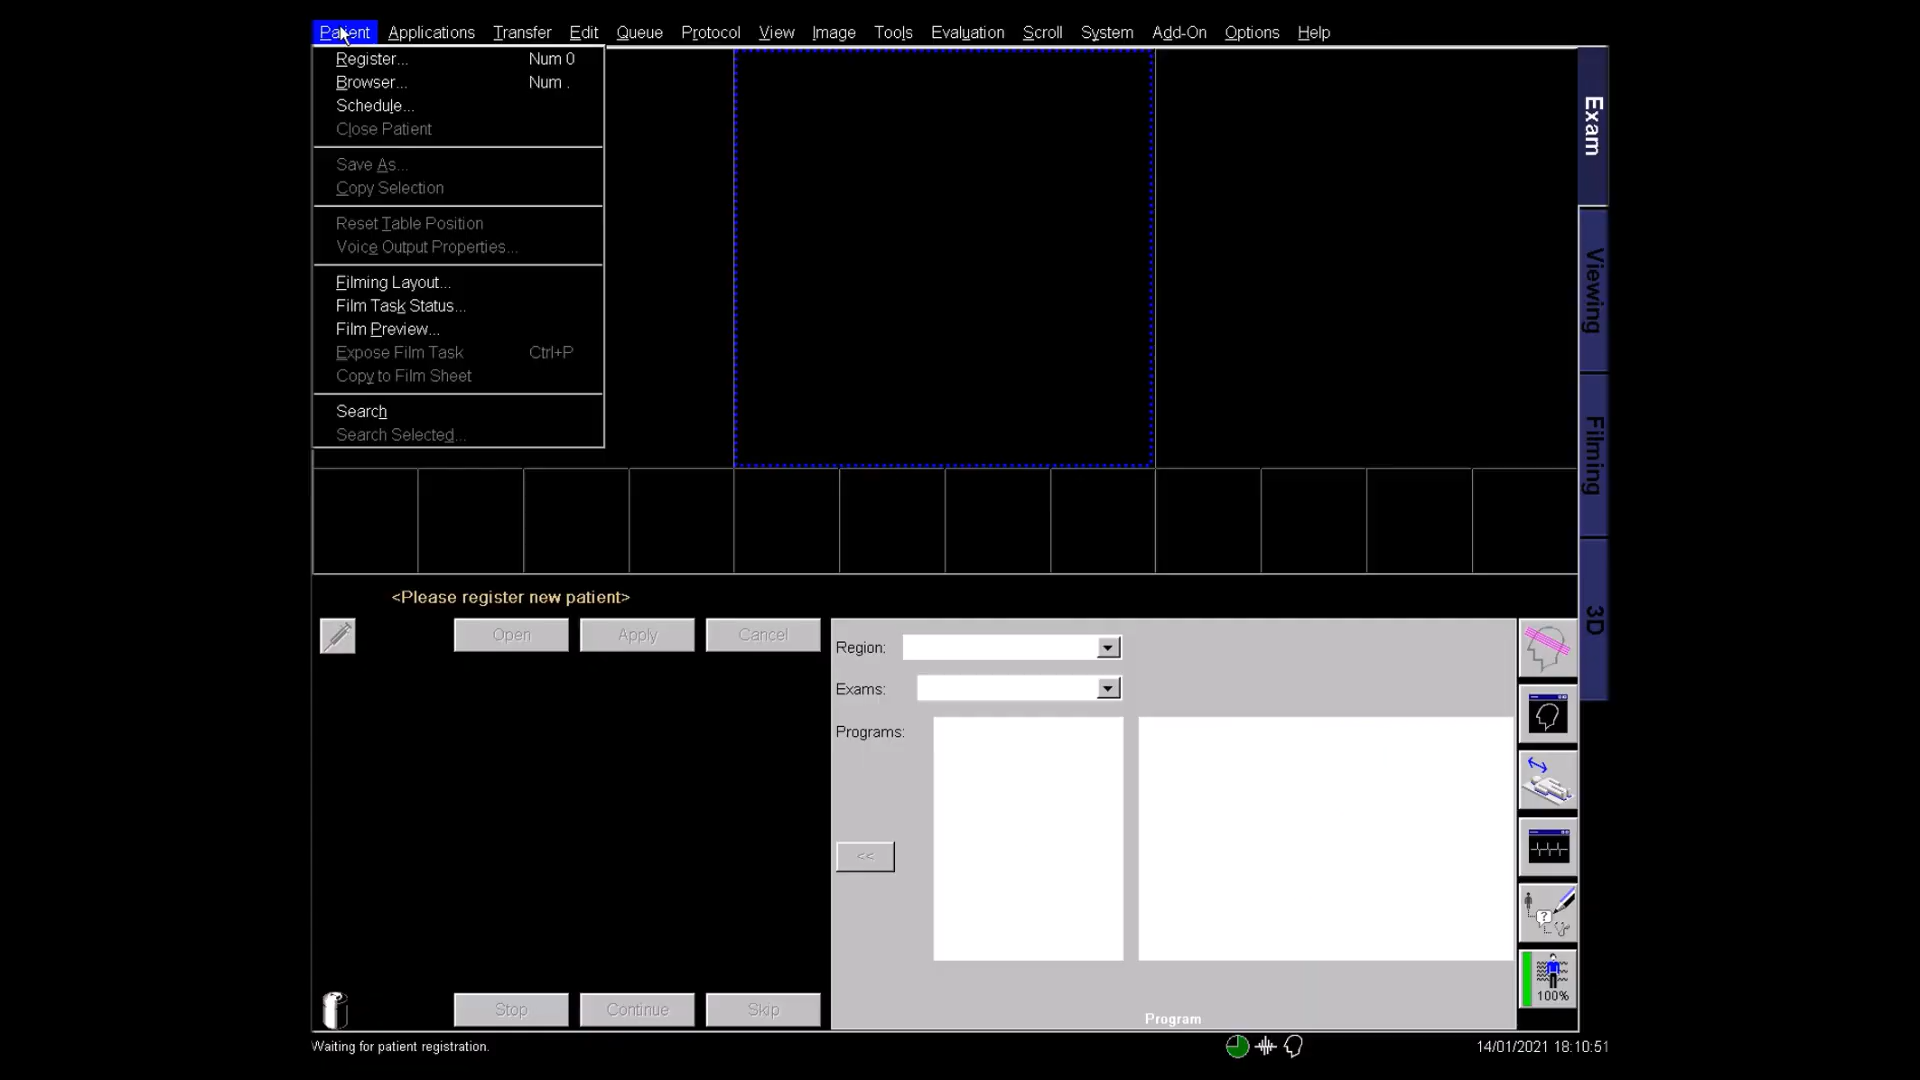 Patient Applications Transfer Edit Queue Protocol View Image Tools Evaluation Scroll System Add-On Options Help
Register... Num 0
Browser... Num .
Schedule...
Close Patient
Save As...
Copy Selection
Reset Table Position
Voice Output Properties...
Filming Layout...
Film Task Status...
Film Preview...
Expose Film Task Ctrl+P
Copy to Film Sheet
Search
Search Selected...
Exam
Viewing
Filming
3D
<Please register new patient>
Open Apply Cancel
Region:
Exams:
Programs:
<<
?
100%
Stop Continue Skip
Program
Waiting for patient registration.
14/01/2021 18:10:51